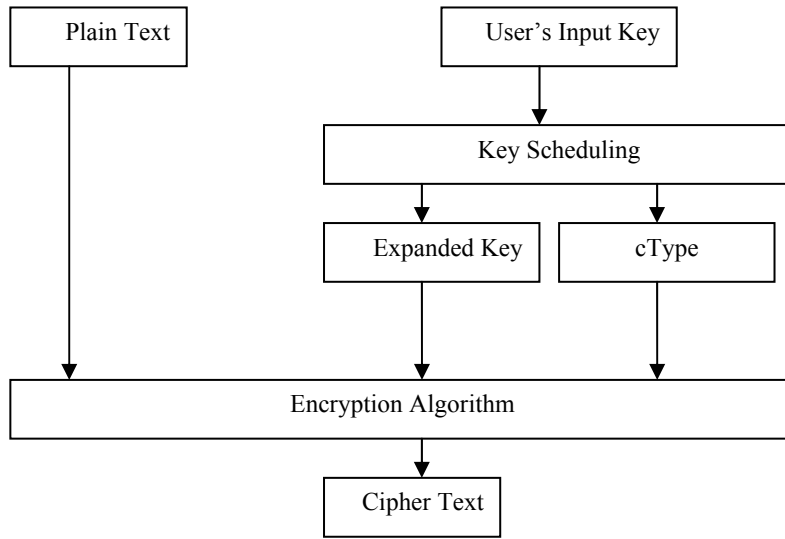 Plain Text
User's Input Key
Key Scheduling
Expanded Key
cType
Encryption Algorithm
Cipher Text